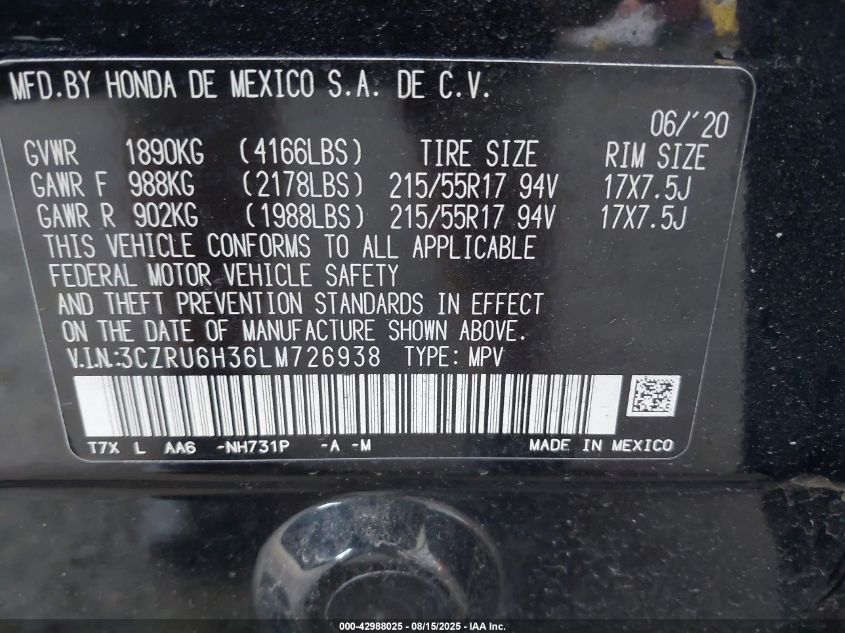 MFD.BY HONDA DE MEXICO S.A. DE C.V.
06/'20
GVWR 1890KG (4166LBS) TIRE SIZE RIM SIZE
GAWR F 988KG (2178LBS) 215/55R17 94V 17X7.5J
GAWR R 902KG (1988LBS) 215/55R17 94V 17X7.5J
THIS VEHICLE CONFORMS TO ALL APPLICABLE
FEDERAL MOTOR VEHICLE SAFETY
AND THEFT PREVENTION STANDARDS IN EFFECT
ON THE DATE OF MANUFACTURE SHOWN ABOVE.
V.I.N.:3CZRU6H36LM726938 TYPE: MPV
T7X L AA6 -NH731P -A -M MADE IN MEXICO
000-42988025 - 08/15/2025 - IAA Inc.